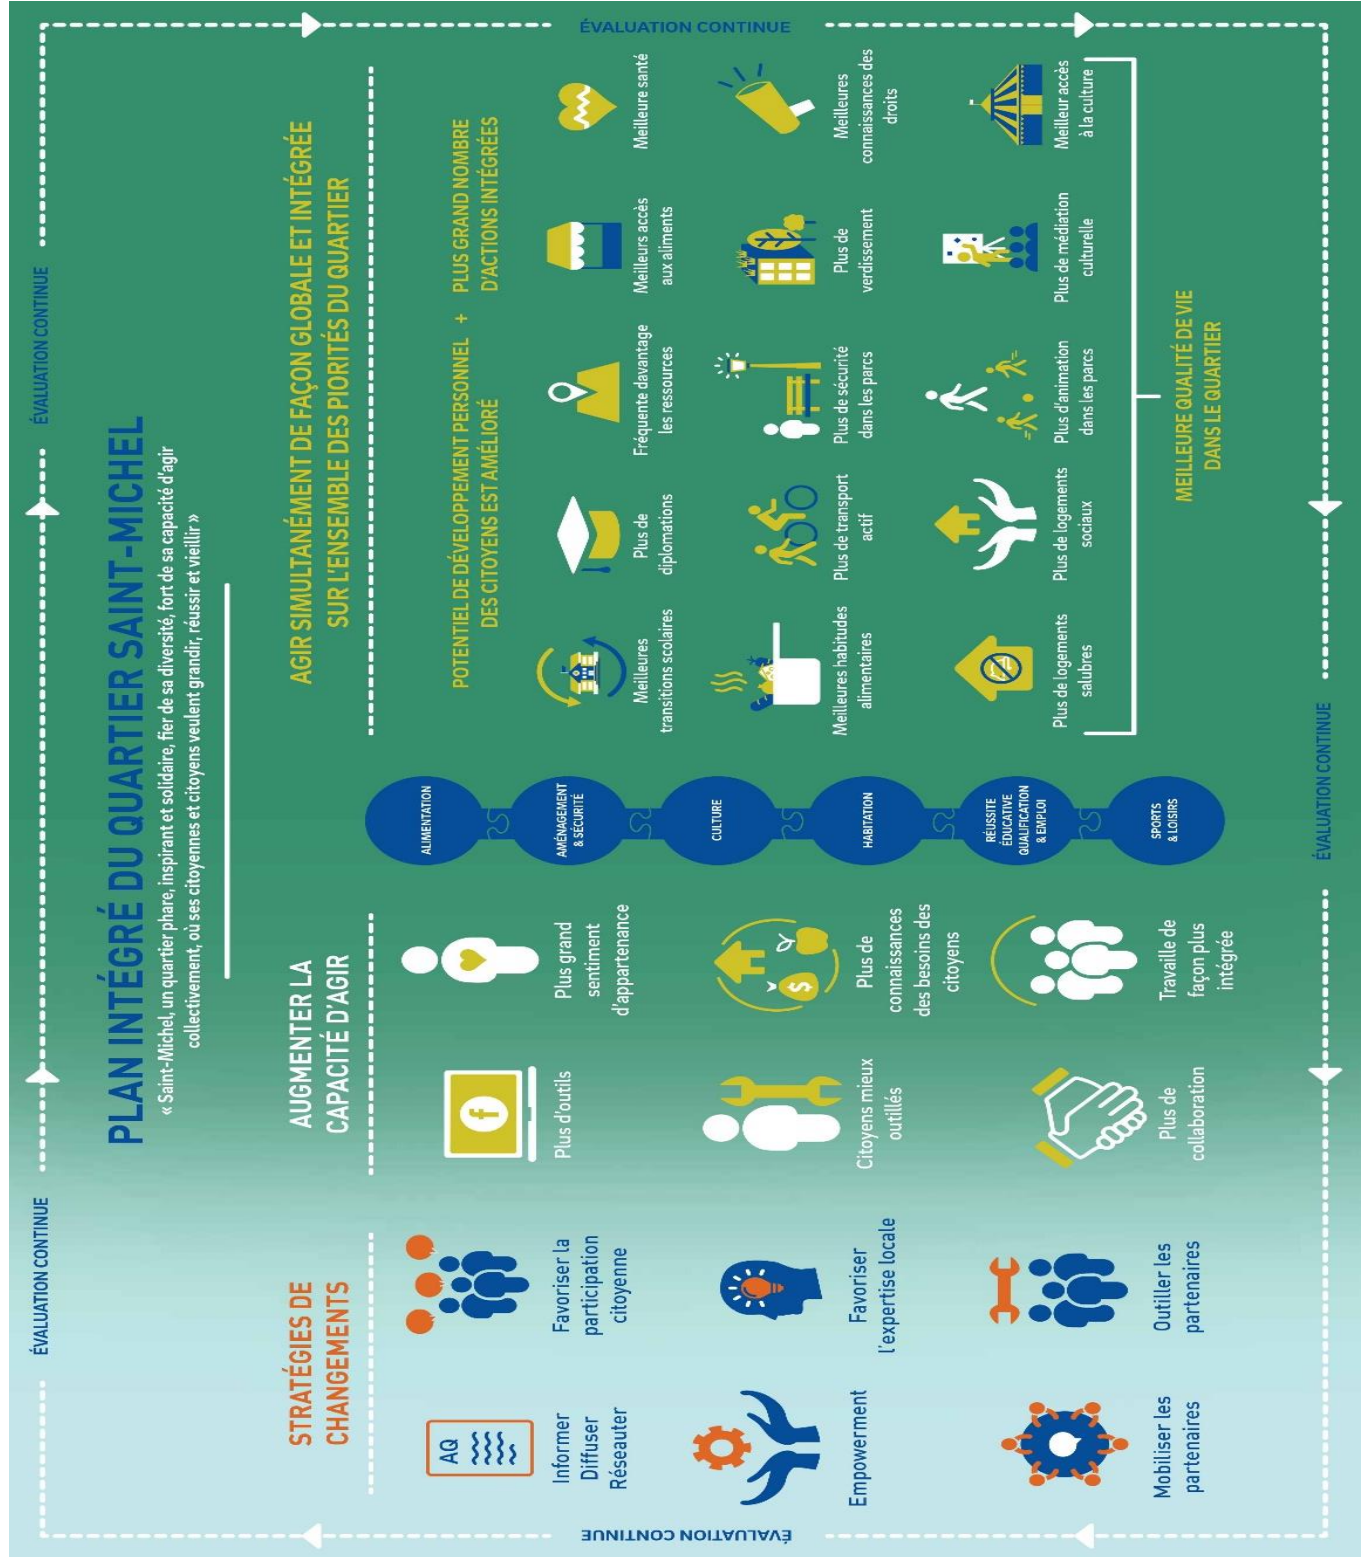 ÉVALUATION CONTINUE
ÉVALUATION CONTINUE
PLAN INTÉGRÉ DU QUARTIER SAINT-MICHEL
« Saint-Michel, un quartier phare, inspirant et solidaire, fier de sa diversité, fort de sa capacité d'agir
collectivement, où ses citoyennes et citoyens veulent grandir, réussir et vieillir »
STRATÉGIES DE
CHANGEMENTS
AQ
Informer
Diffuser
Réseauter
Favoriser la
participation
citoyenne
Empowerment
Favoriser
l'expertise locale
Mobiliser les
partenaires
Outiller les
partenaires
AUGMENTER LA
CAPACITÉ D'AGIR
f
Plus d'outils
Plus grand
sentiment
d'appartenance
Citoyens mieux
outillés
$
Plus de
connaissances
des besoins des
citoyens
Plus de
collaboration
Travaille de
façon plus
intégrée
ALIMENTATION
AMÉNAGEMENT
& SÉCURITÉ
CULTURE
HABITATION
RÉUSSITE
ÉDUCATIVE
QUALIFICATION
& EMPLOI
SPORTS
& LOISIRS
AGIR SIMULTANÉMENT DE FAÇON GLOBALE ET INTÉGRÉE
SUR L'ENSEMBLE DES PIORITÉS DU QUARTIER
POTENTIEL DE DÉVELOPPEMENT PERSONNEL
DES CITOYENS EST AMÉLIORÉ
+
PLUS GRAND NOMBRE
D'ACTIONS INTÉGRÉES
Meilleures
transitions scolaires
Plus de
diplomations
Fréquente davantage
les ressources
Meilleurs accès
aux aliments
Meilleure santé
Meilleures habitudes
alimentaires
Plus de transport
actif
Plus de sécurité
dans les parcs
Plus de
verdissement
Meilleures
connaissances des
droits
Plus de logements
salubres
Plus de logements
sociaux
Plus d'animation
dans les parcs
Plus de médiation
culturelle
Meilleur accès
à la culture
MEILLEURE QUALITÉ DE VIE
DANS LE QUARTIER
ÉVALUATION CONTINUE
ÉVALUATION CONTINUE
ÉVALUATION CONTINUE